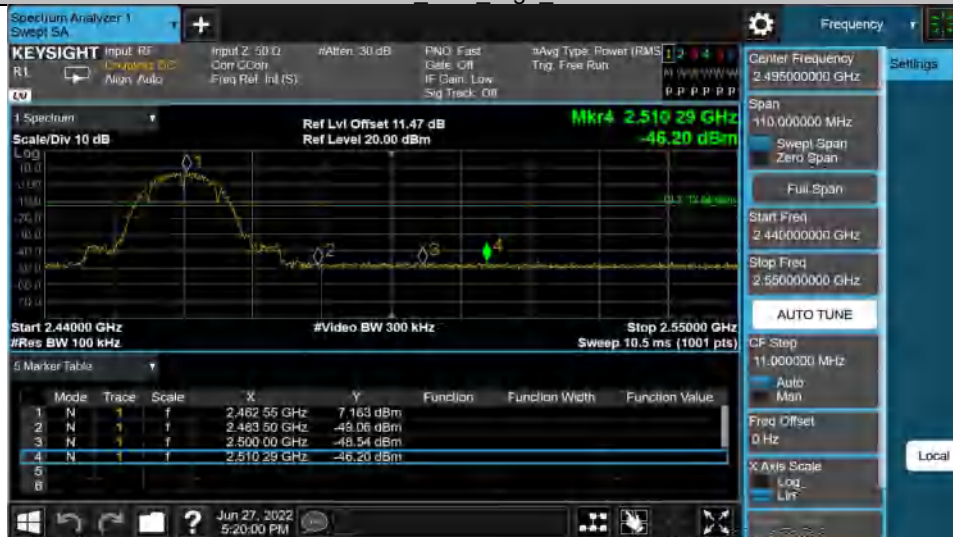 Spectrum Analyzer 1
Swept SA
+
Frequency
KEYSIGHT Input: RF
Input Z: 50 Ω
#Atten: 30 dB
PNO: Fast
#Avg Type: Power (RMS
1 2 3 4 5 6
RL
Coupling: DC
Corr CCorr
Gate: Off
Trig: Free Run
Align: Auto
Freq Ref: Int (S)
IF Gain: Low
Sig Track: Off
P P P P P P
LXI
Center Frequency
2.495000000 GHz
Settings
1 Spectrum
Ref Lvl Offset 11.47 dB
Mkr4 2.510 29 GHz
Scale/Div 10 dB
Ref Level 20.00 dBm
-46.20 dBm
Log
Span
110.000000 MHz
Swept Span
Zero Span
Full Span
Start Freq
2.440000000 GHz
Stop Freq
2.550000000 GHz
AUTO TUNE
1
2
3
4
Start 2.44000 GHz
#Video BW 300 kHz
Stop 2.55000 GHz
#Res BW 100 kHz
Sweep 10.5 ms (1001 pts)
CF Step
11.000000 MHz
Auto
Man
Freq Offset
0 Hz
X Axis Scale
Log
Lin
Local
5 Marker Table
Mode Trace Scale X Y Function Function Width Function Value
1 N 1 f 2.462 55 GHz 7.163 dBm
2 N 1 f 2.483 50 GHz -49.06 dBm
3 N 1 f 2.500 00 GHz -48.54 dBm
4 N 1 f 2.510 29 GHz -46.20 dBm
5
6
? Jun 27, 2022
5:20:00 PM